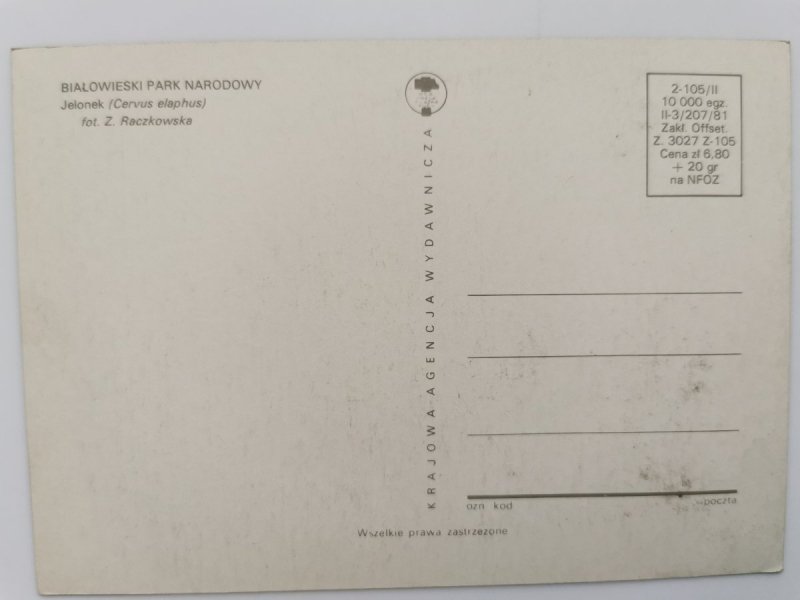 BIAŁOWIESKI PARK NARODOWY
Jelonek (Cervus elaphus)
fot. Z. Raczkowska
KRAJOWA AGENCJA WYDAWNICZA
2-105/II
10 000 egz.
II-3/207/81
Zakł. Offset.
Z. 3027 Z-105
Cena zł 6,80
+ 20 gr
na NFOZ
ozn kod poczta
Wszelkie prawa zastrzeżone